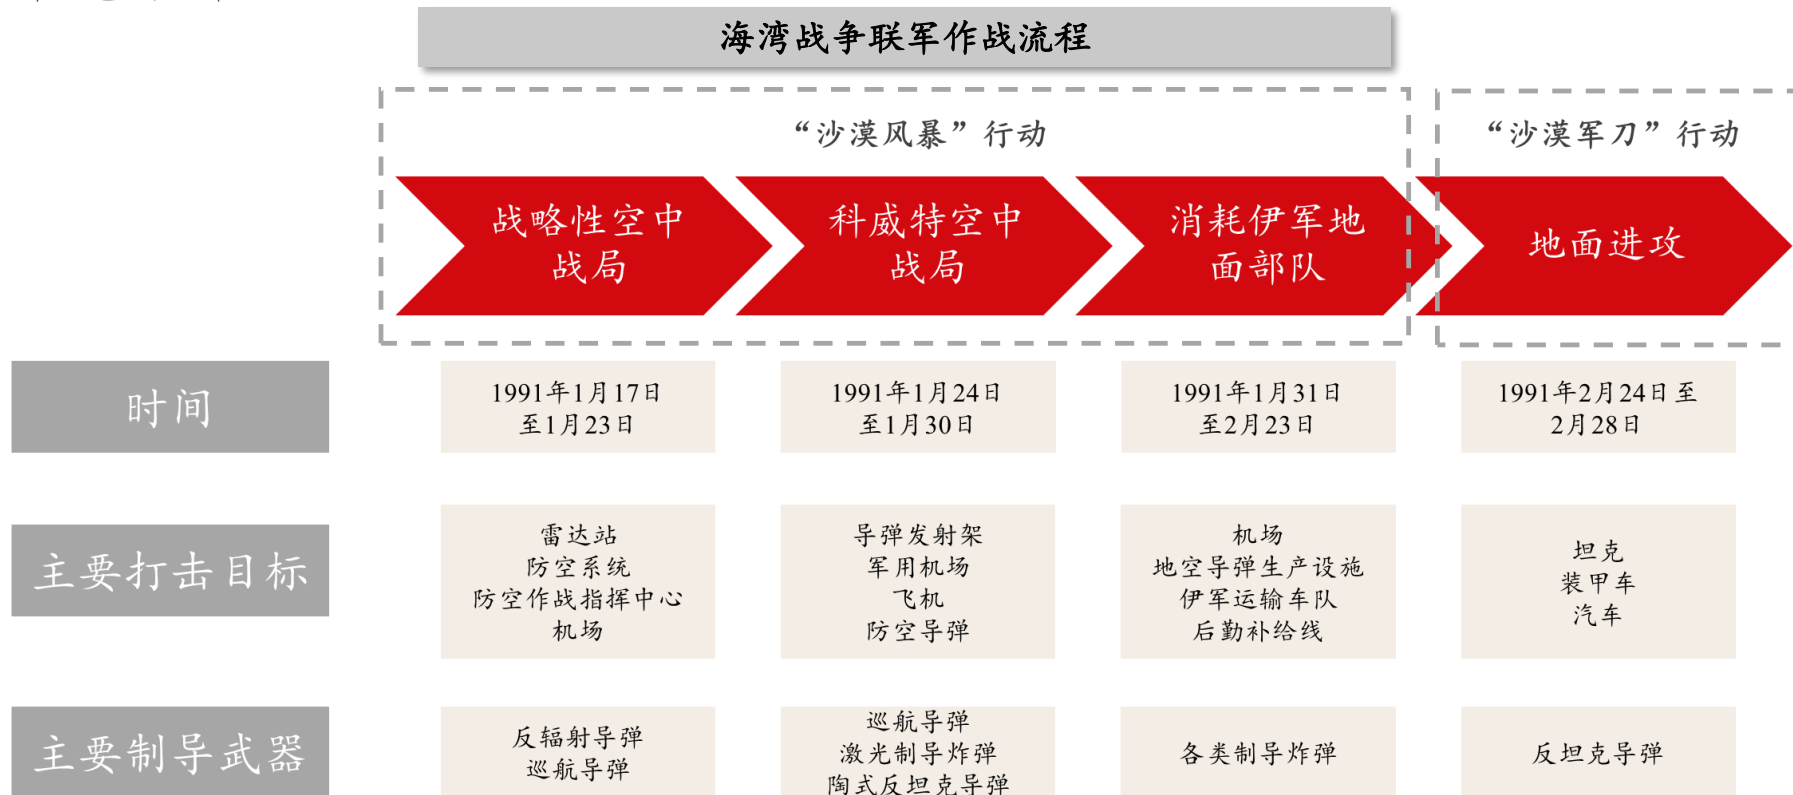 海湾战争联军作战流程
“沙漠风暴”行动
“沙漠军刀”行动
战略性空中
战局
科威特空中
战局
消耗伊军地
面部队
地面进攻
时间
1991年1月17日
至1月23日
1991年1月24日
至1月30日
1991年1月31日
至2月23日
1991年2月24日至
2月28日
主要打击目标
雷达站
防空系统
防空作战指挥中心
机场
导弹发射架
军用机场
飞机
防空导弹
机场
地空导弹生产设施
伊军运输车队
后勤补给线
坦克
装甲车
汽车
主要制导武器
反辐射导弹
巡航导弹
巡航导弹
激光制导炸弹
陶式反坦克导弹
各类制导炸弹
反坦克导弹